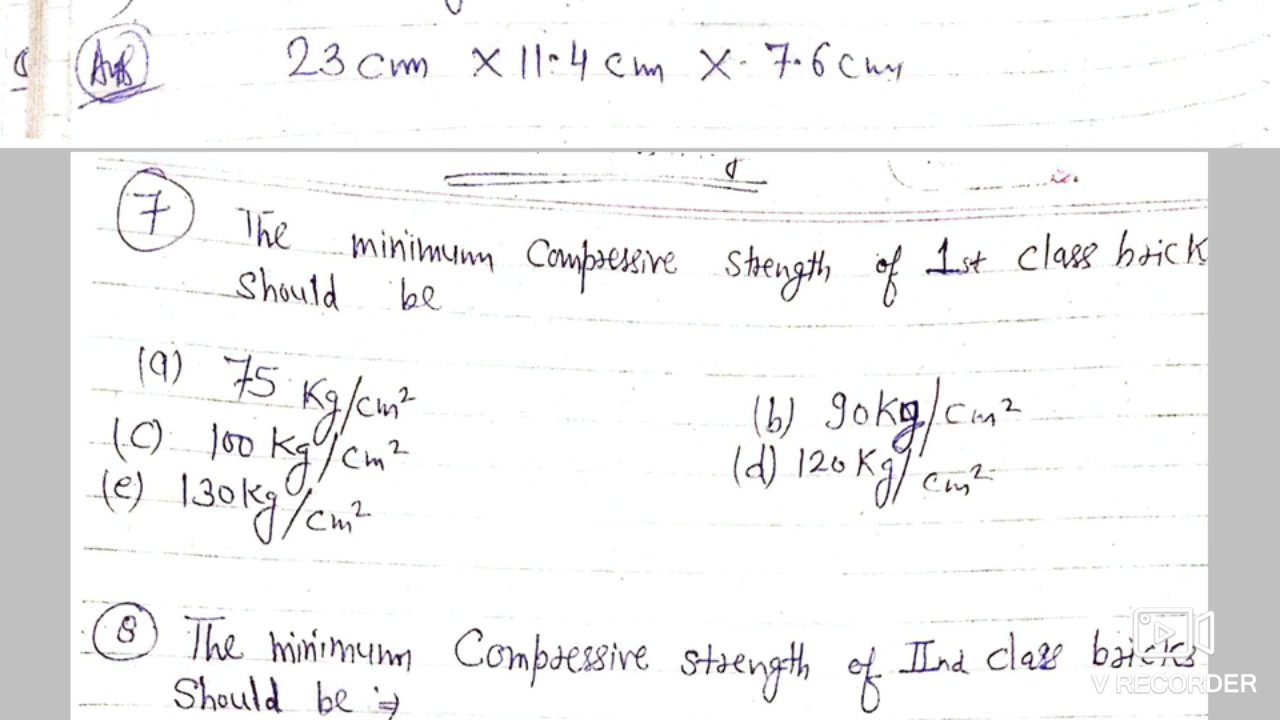 Ans 23 cm × 11.4 cm × 7.6 cm
7 The minimum Compressive strength of 1st class brick
Should be
(a) 75 Kg/cm²
(b) 90 Kg/cm²
(c) 100 Kg/cm²
(d) 120 Kg/cm²
(e) 130 Kg/cm²
8 The minimum Compressive strength of IInd class bricks
Should be ⇒
V RECORDER